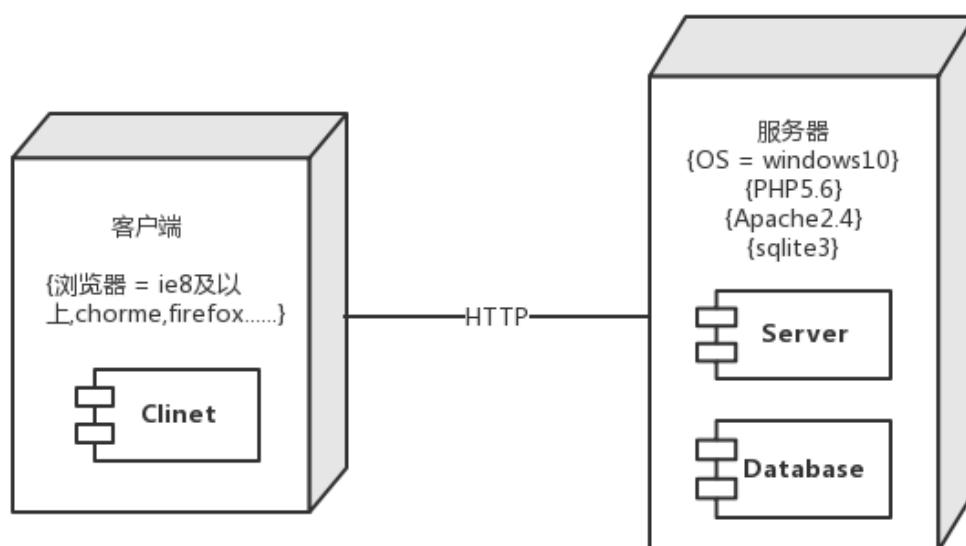 客户端
{浏览器 = ie8及以
上,chorme,firefox......}
Clinet
HTTP
服务器
{OS = windows10}
{PHP5.6}
{Apache2.4}
{sqlite3}
Server
Database